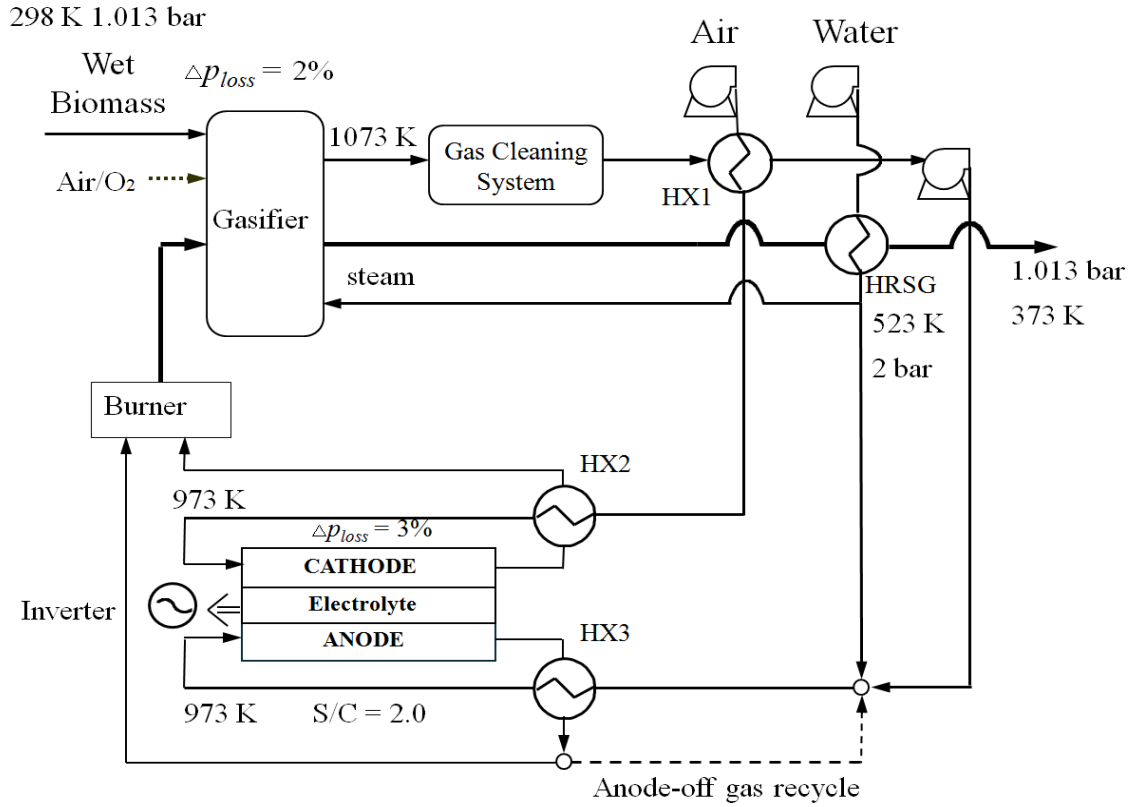 298 K 1.013 bar
Wet
Biomass
△p_loss = 2%
Air
Water
1073 K
Gas Cleaning
System
Air/O₂
Gasifier
HX1
steam
HRSG
1.013 bar
373 K
523 K
2 bar
Burner
HX2
973 K
△p_loss = 3%
CATHODE
Inverter
Electrolyte
ANODE
HX3
973 K
S/C = 2.0
Anode-off gas recycle